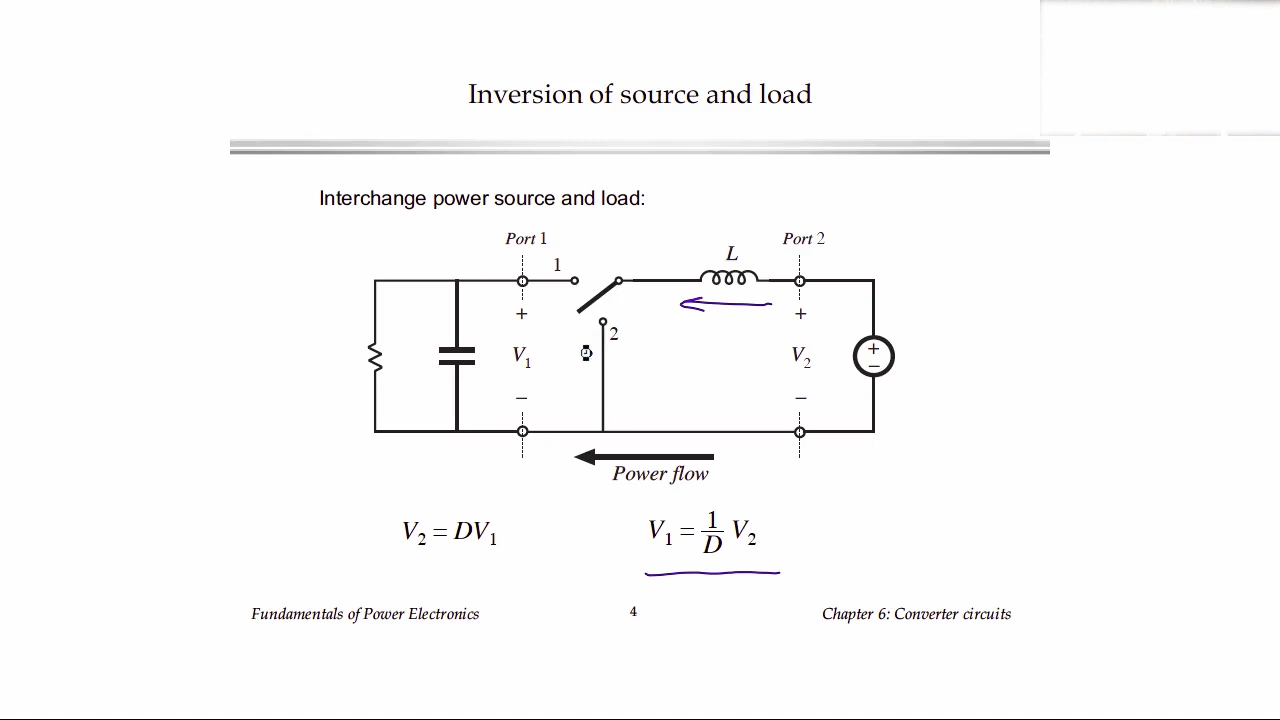 Inversion of source and load
Interchange power source and load:
Port 1
Port 2
1
L
+
+
2
V₁
V₂
+
−
−
−
Power flow
V₂ = DV₁
V₁ = 1/D V₂
Fundamentals of Power Electronics
4
Chapter 6: Converter circuits